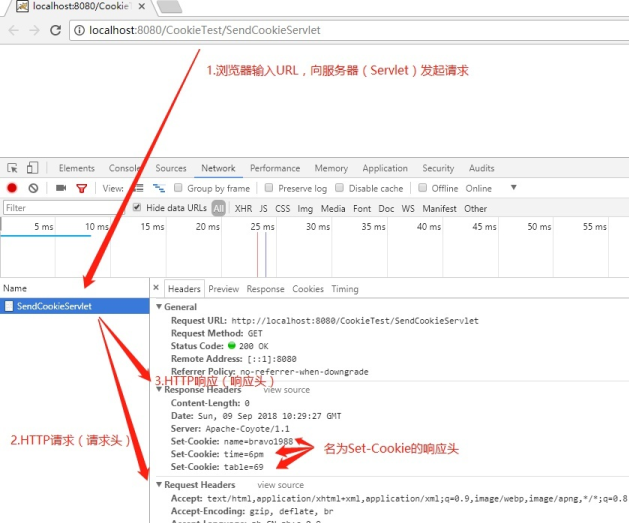 localhost:8080/CookieT
localhost:8080/CookieTest/SendCookieServlet
1.浏览器输入URL，向服务器（Servlet）发起请求
Elements Console Sources Network Performance Memory Application Security Audits
View: Group by frame Preserve log Disable cache Offline Online
Filter Hide data URLs All XHR JS CSS Img Media Font Doc WS Manifest Other
5 ms 10 ms 15 ms 20 ms 25 ms 30 ms 35 ms 40 ms 45 ms 50 ms 55 ms
Name Headers Preview Response Cookies Timing
SendCookieServlet
General
Request URL: http://localhost:8080/CookieTest/SendCookieServlet
Request Method: GET
Status Code: 200 OK
Remote Address: [::1]:8080
Referrer Policy: no-referrer-when-downgrade
3.HTTP响应（响应头）
Response Headers view source
Content-Length: 0
Date: Sun, 09 Sep 2018 10:29:27 GMT
Server: Apache-Coyote/1.1
Set-Cookie: name=bravo1988
Set-Cookie: time=6pm
Set-Cookie: table=69
2.HTTP请求（请求头）
名为Set-Cookie的响应头
Request Headers view source
Accept: text/html,application/xhtml+xml,application/xml;q=0.9,image/webp,image/apng,*/*;q=0.8
Accept-Encoding: gzip, deflate, br